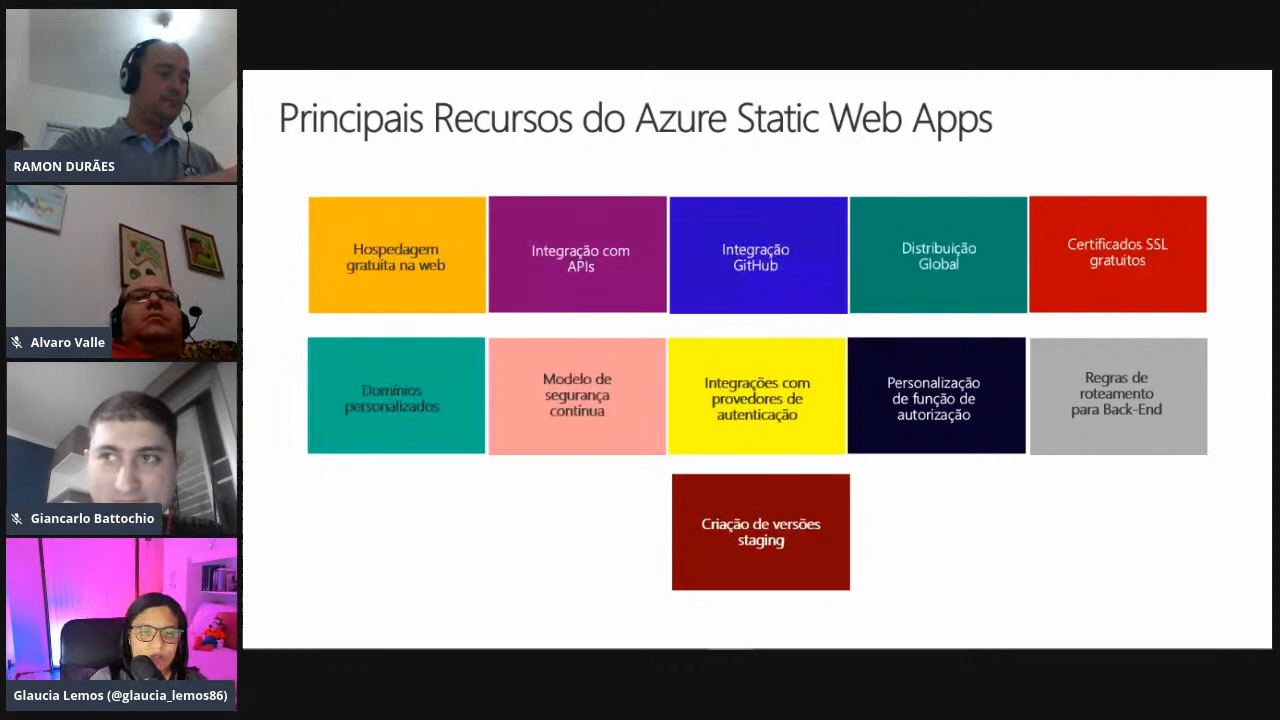 RAMON DURÃES
Alvaro Valle
Giancarlo Battochio
Glaucia Lemos (@glaucia_lemos86)
Principais Recursos do Azure Static Web Apps
Hospedagem
gratuita na web
Integração com
APIs
Integração
GitHub
Distribuição
Global
Certificados SSL
gratuitos
Domínios
personalizados
Modelo de
segurança
continua
Integrações com
provedores de
autenticação
Personalização
de função de
autorização
Regras de
roteamento
para Back-End
Criação de versões
staging